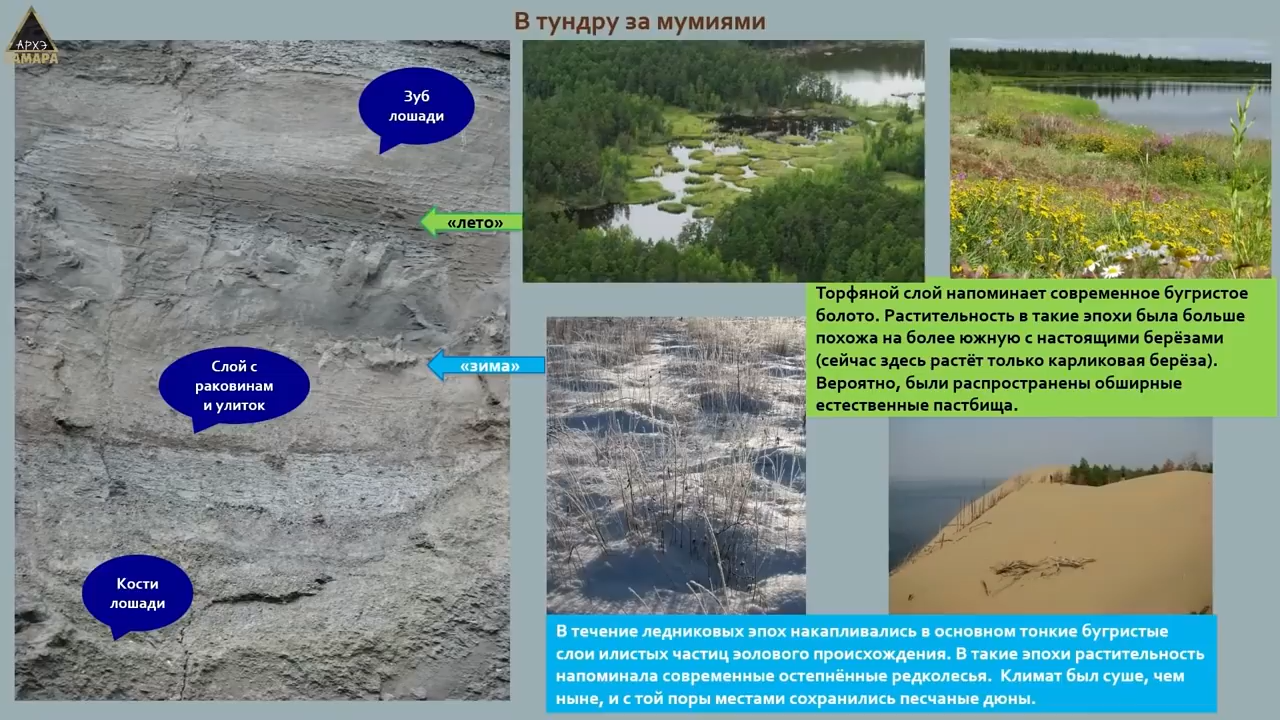 В тундру за мумиями
АРХЭ
САМАРА
Зуб
лошади
«лето»
Торфяной слой напоминает современное бугристое
болото. Растительность в такие эпохи была больше
похожа на более южную с настоящими берёзами
(сейчас здесь растёт только карликовая берёза).
Вероятно, были распространены обширные
естественные пастбища.
«зима»
Слой с
раковинам
и улиток
Кости
лошади
В течение ледниковых эпох накапливались в основном тонкие бугристые
слои илистых частиц эолового происхождения. В такие эпохи растительность
напоминала современные остепнённые редколесья. Климат был суше, чем
ныне, и с той поры местами сохранились песчаные дюны.